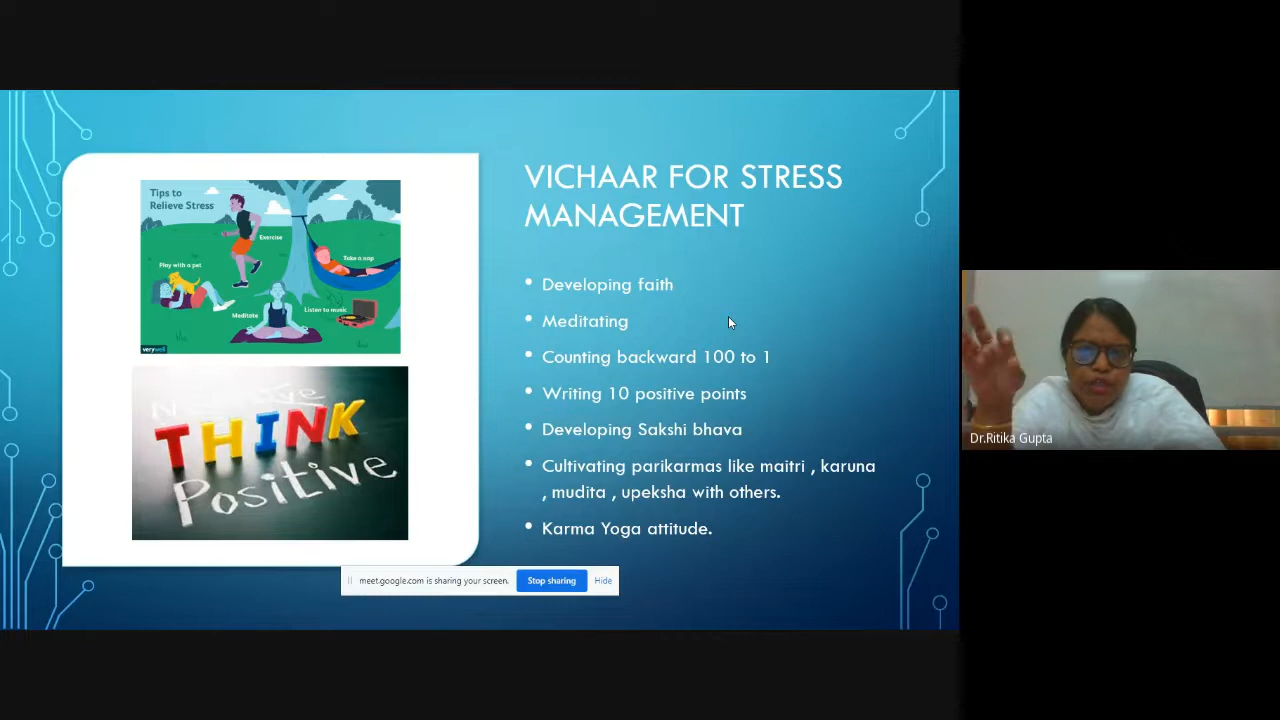 Tips to
Relieve Stress
Exercise
Take a nap
Play with a pet
Listen to music
Meditate
verywell
THINK
Positive
VICHAAR FOR STRESS
MANAGEMENT
• Developing faith
• Meditating
• Counting backward 100 to 1
• Writing 10 positive points
• Developing Sakshi bhava
• Cultivating parikarmas like maitri , karuna
, mudita , upeksha with others.
• Karma Yoga attitude.
meet.google.com is sharing your screen.
Stop sharing
Hide
Dr.Ritika Gupta